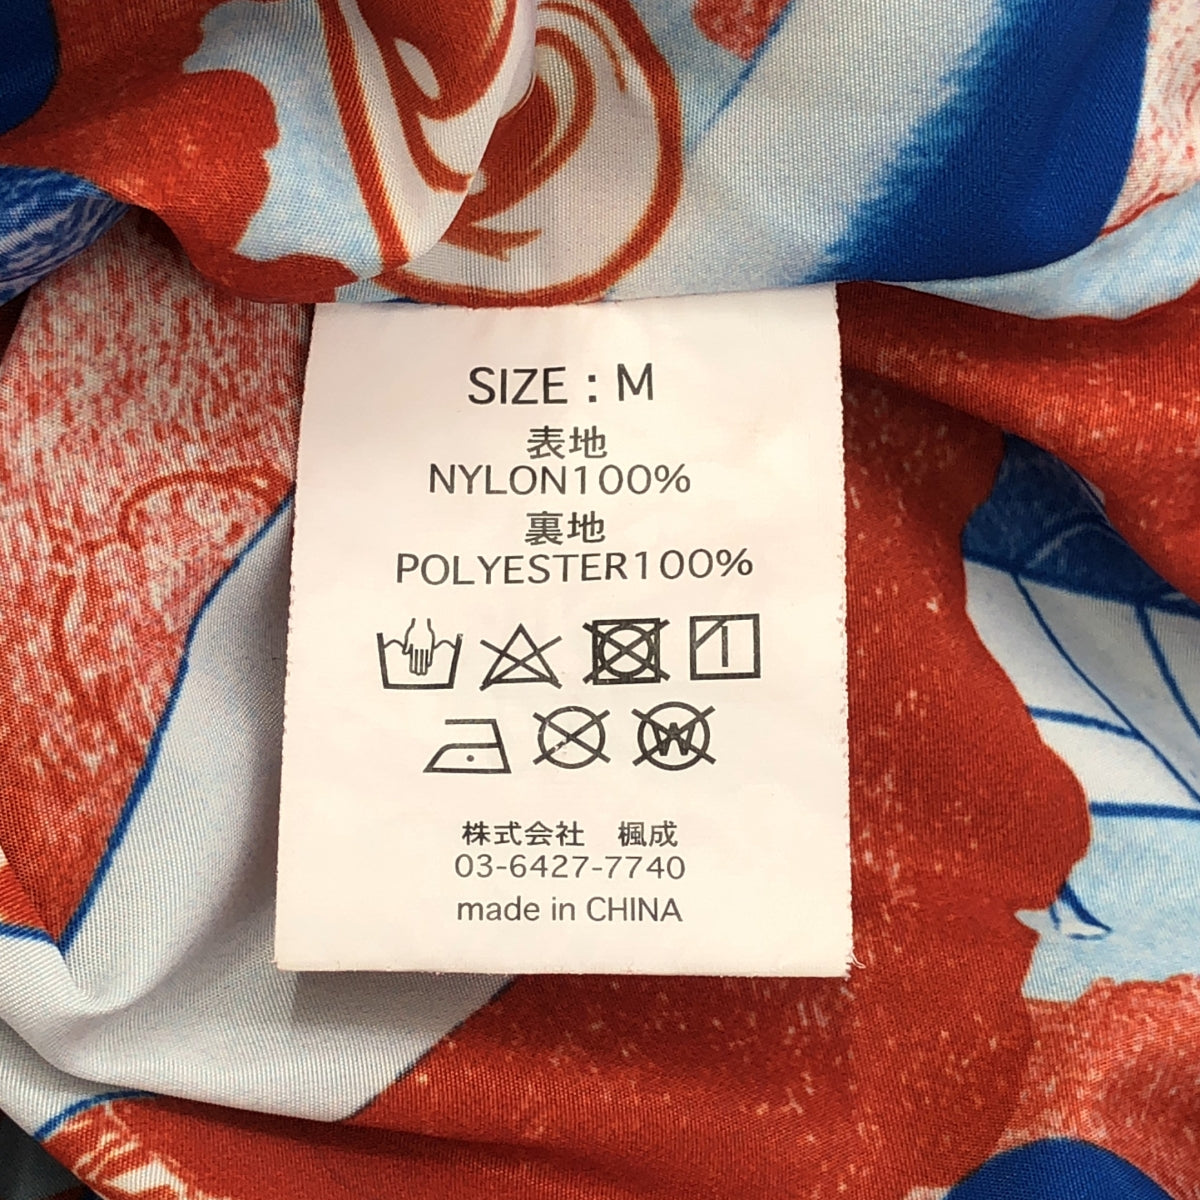 SIZE : M
表地
NYLON100%
裏地
POLYESTER100%
W
株式会社　楓成
03-6427-7740
made in CHINA